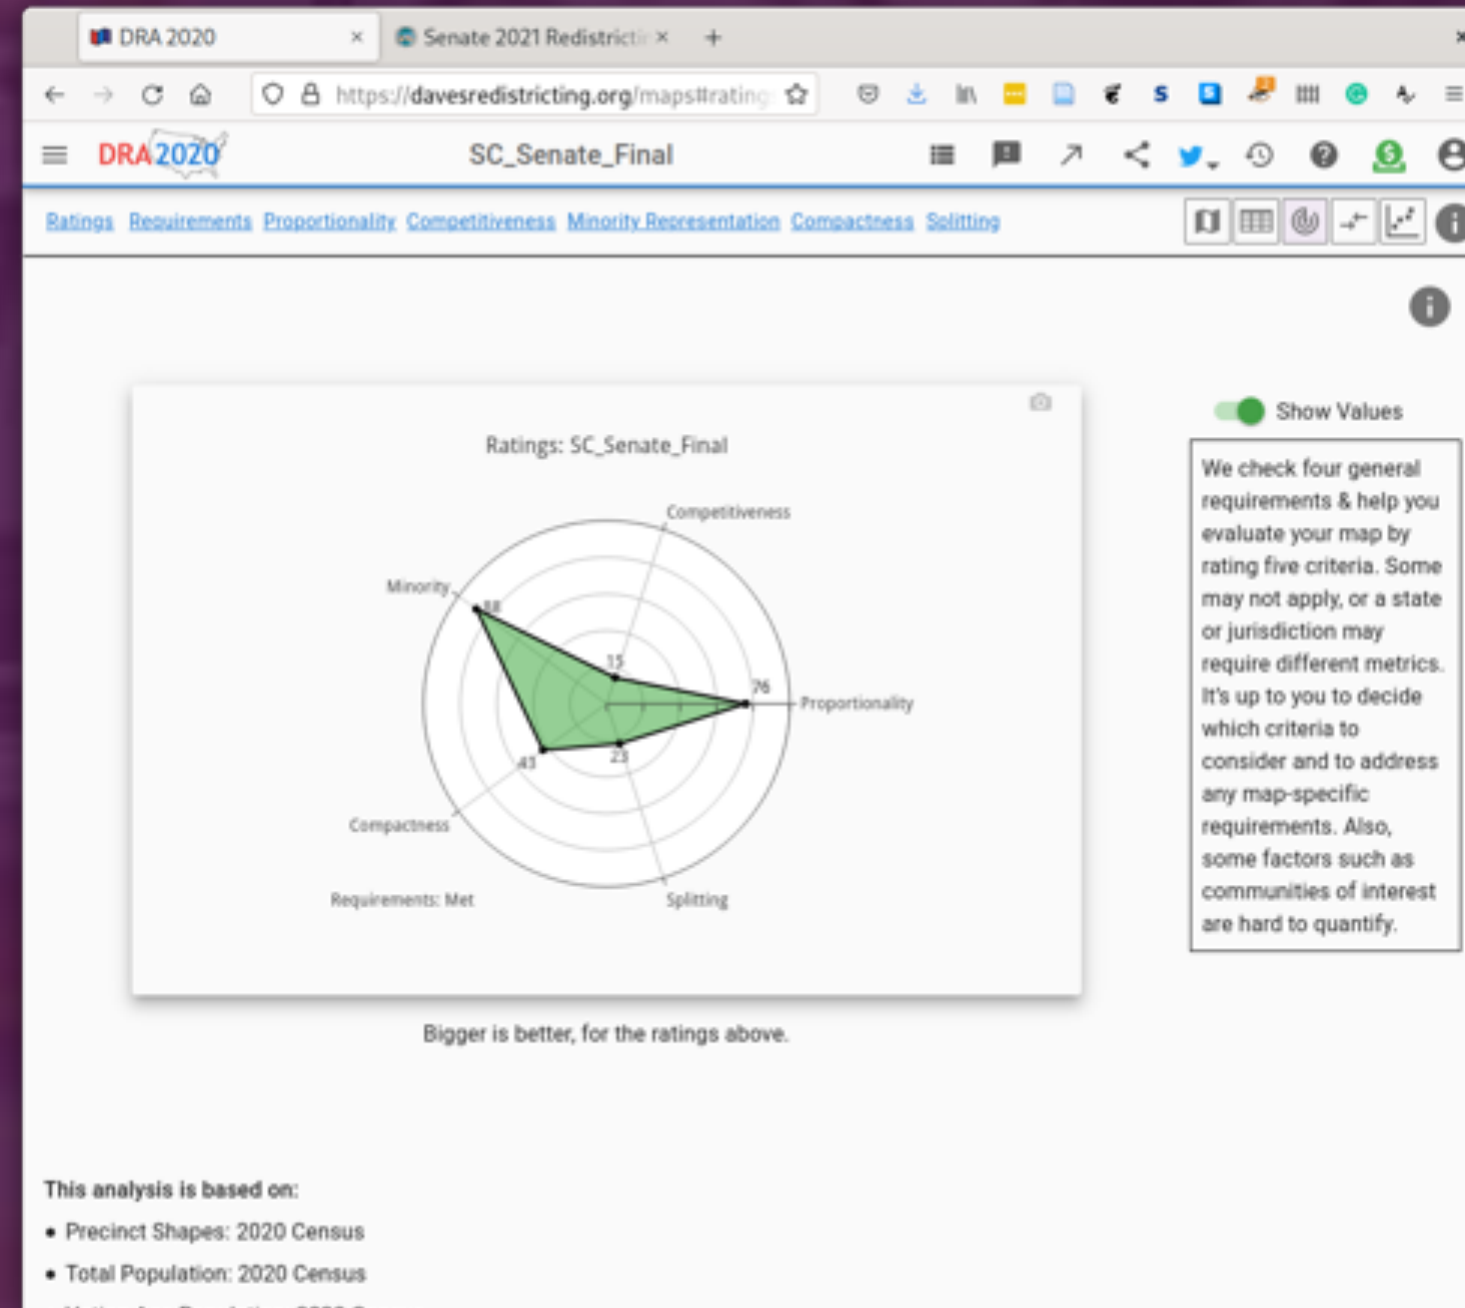 DRA 2020 ×
Senate 2021 Redistricti ×
+
https://davesredistricting.org/maps#rating
DRA2020
SC_Senate_Final
Ratings Requirements Proportionality Competitiveness Minority Representation Compactness Splitting
Show Values
Ratings: SC_Senate_Final
Competitiveness
Minority
88
15
76
Proportionality
43
23
Compactness
Requirements: Met
Splitting
Bigger is better, for the ratings above.
We check four general
requirements & help you
evaluate your map by
rating five criteria. Some
may not apply, or a state
or jurisdiction may
require different metrics.
It's up to you to decide
which criteria to
consider and to address
any map-specific
requirements. Also,
some factors such as
communities of interest
are hard to quantify.
This analysis is based on:
• Precinct Shapes: 2020 Census
• Total Population: 2020 Census